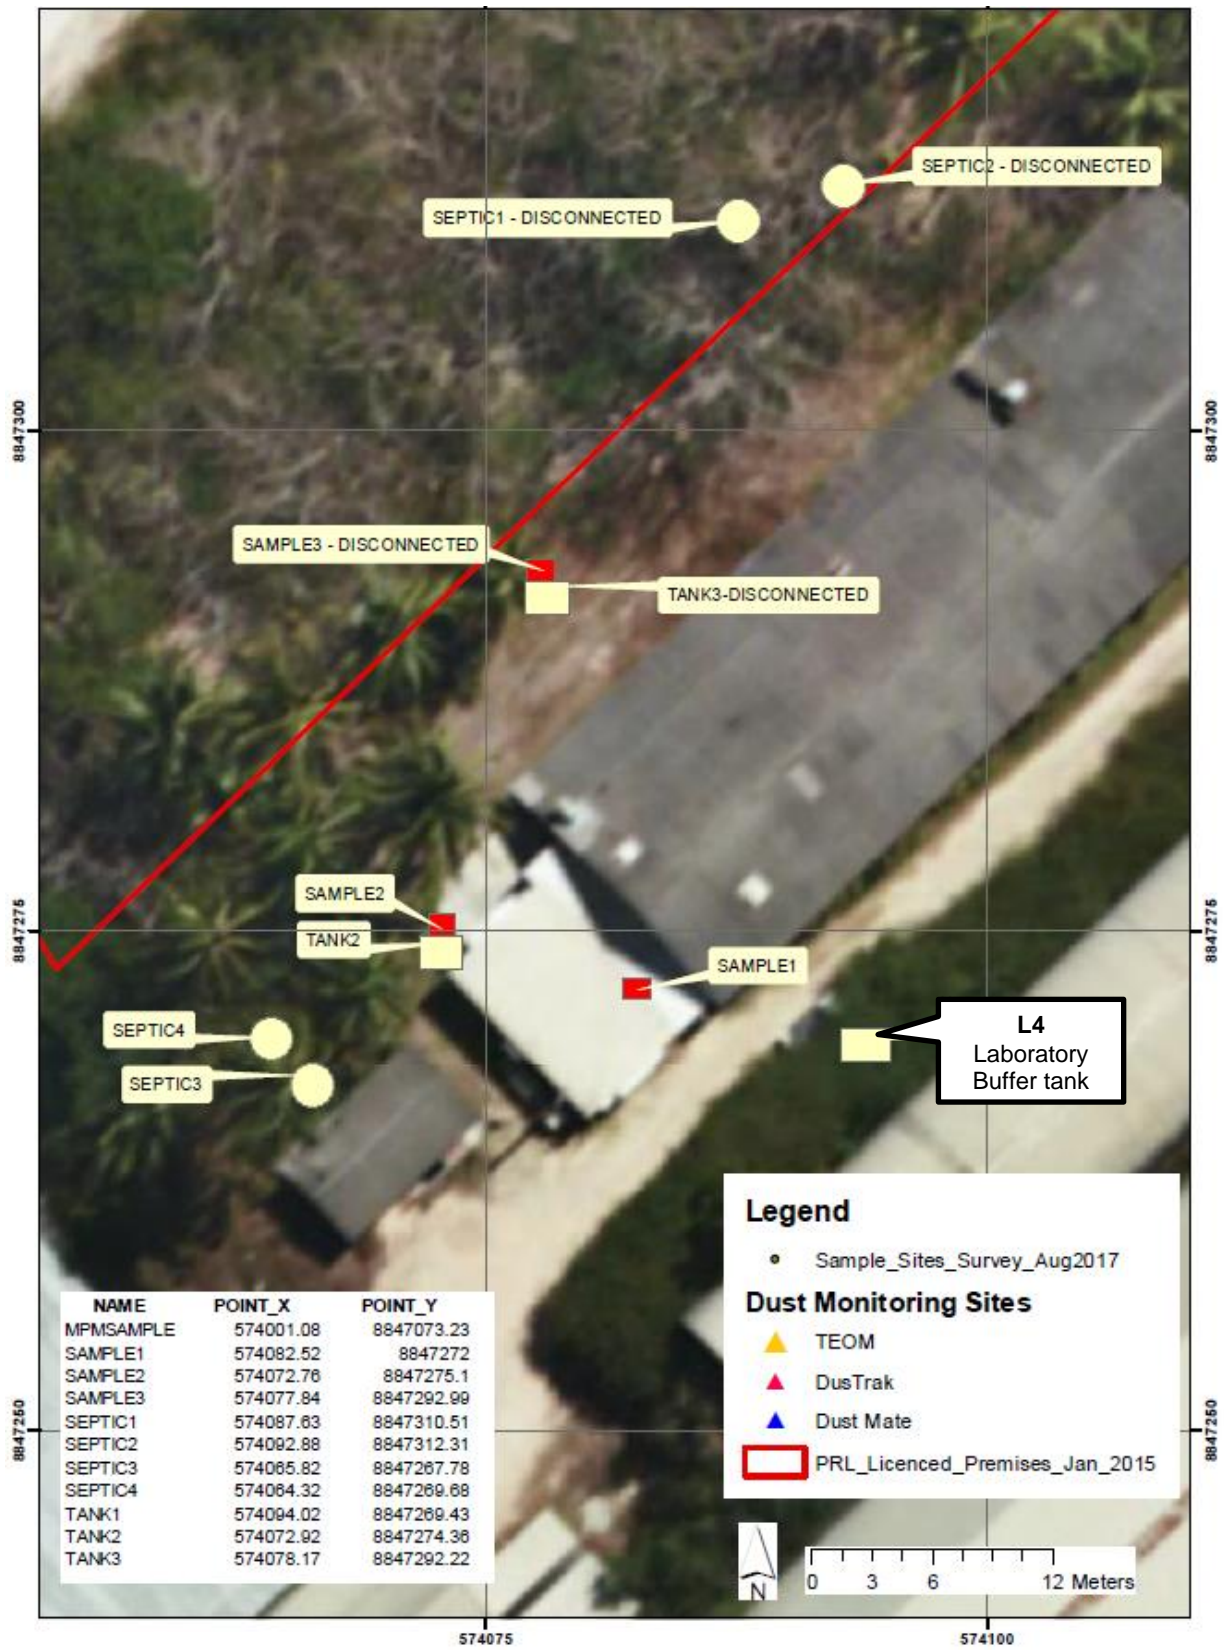 SEPTIC2 - DISCONNECTED
SEPTIC1 - DISCONNECTED
8847300
8847300
SAMPLE3 - DISCONNECTED
TANK3-DISCONNECTED
SAMPLE2
8847275
TANK2
8847275
SAMPLE1
SEPTIC4
L4
Laboratory
Buffer tank
SEPTIC3
Legend
Sample_Sites_Survey_Aug2017
Dust Monitoring Sites
TEOM
DusTrak
Dust Mate
PRL_Licenced_Premises_Jan_2015
8847250
8847250
NAME POINT_X POINT_Y
MPMSAMPLE 574001.08 8847073.23
SAMPLE1 574082.52 8847272
SAMPLE2 574072.76 8847275.1
SAMPLE3 574077.84 8847292.99
SEPTIC1 574087.63 8847310.51
SEPTIC2 574092.88 8847312.31
SEPTIC3 574065.82 8847267.78
SEPTIC4 574064.32 8847269.68
TANK1 574094.02 8847269.43
TANK2 574072.92 8847274.36
TANK3 574078.17 8847292.22
N
0 3 6 12 Meters
574075
574100